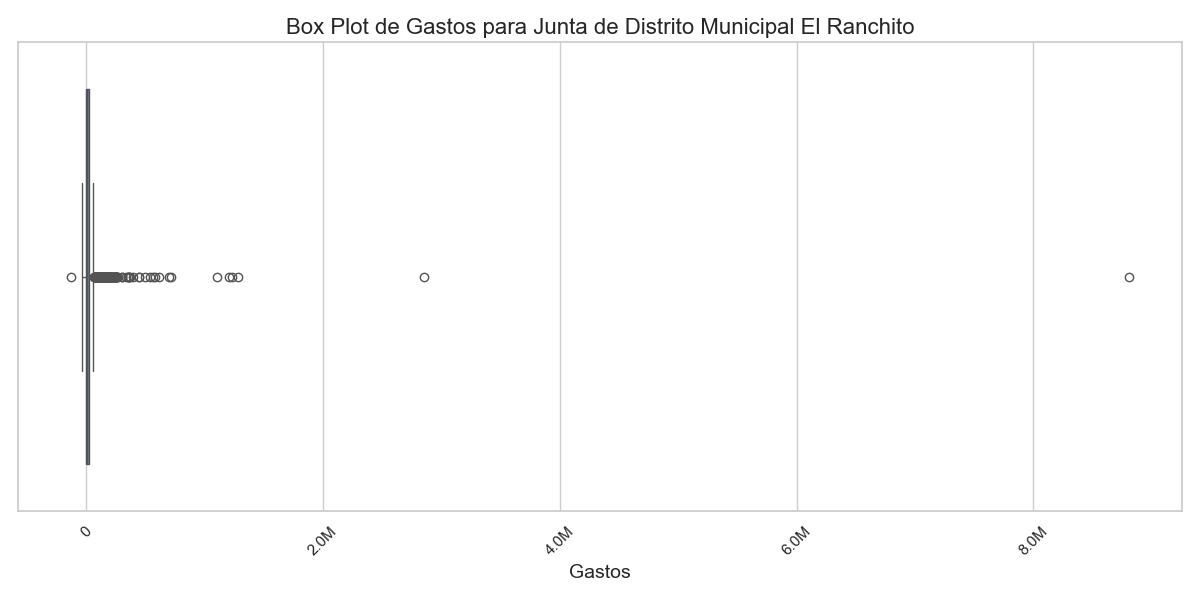 Box Plot de Gastos para Junta de Distrito Municipal El Ranchito
0
2.0M
4.0M
6.0M
8.0M
Gastos